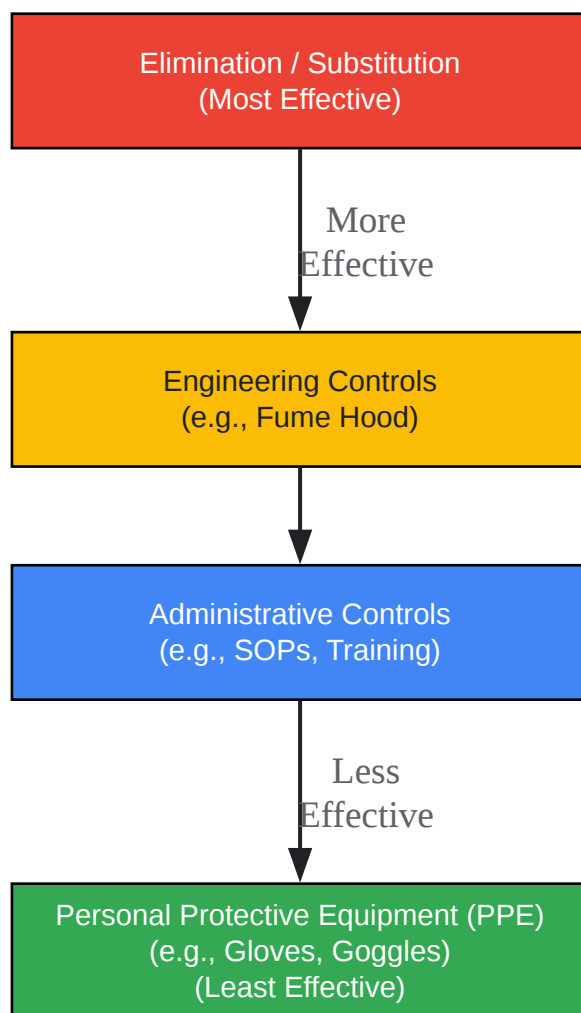 Elimination / Substitution
(Most Effective)
More
Effective
Engineering Controls
(e.g., Fume Hood)
Administrative Controls
(e.g., SOPs, Training)
Less
Effective
Personal Protective Equipment (PPE)
(e.g., Gloves, Goggles)
(Least Effective)